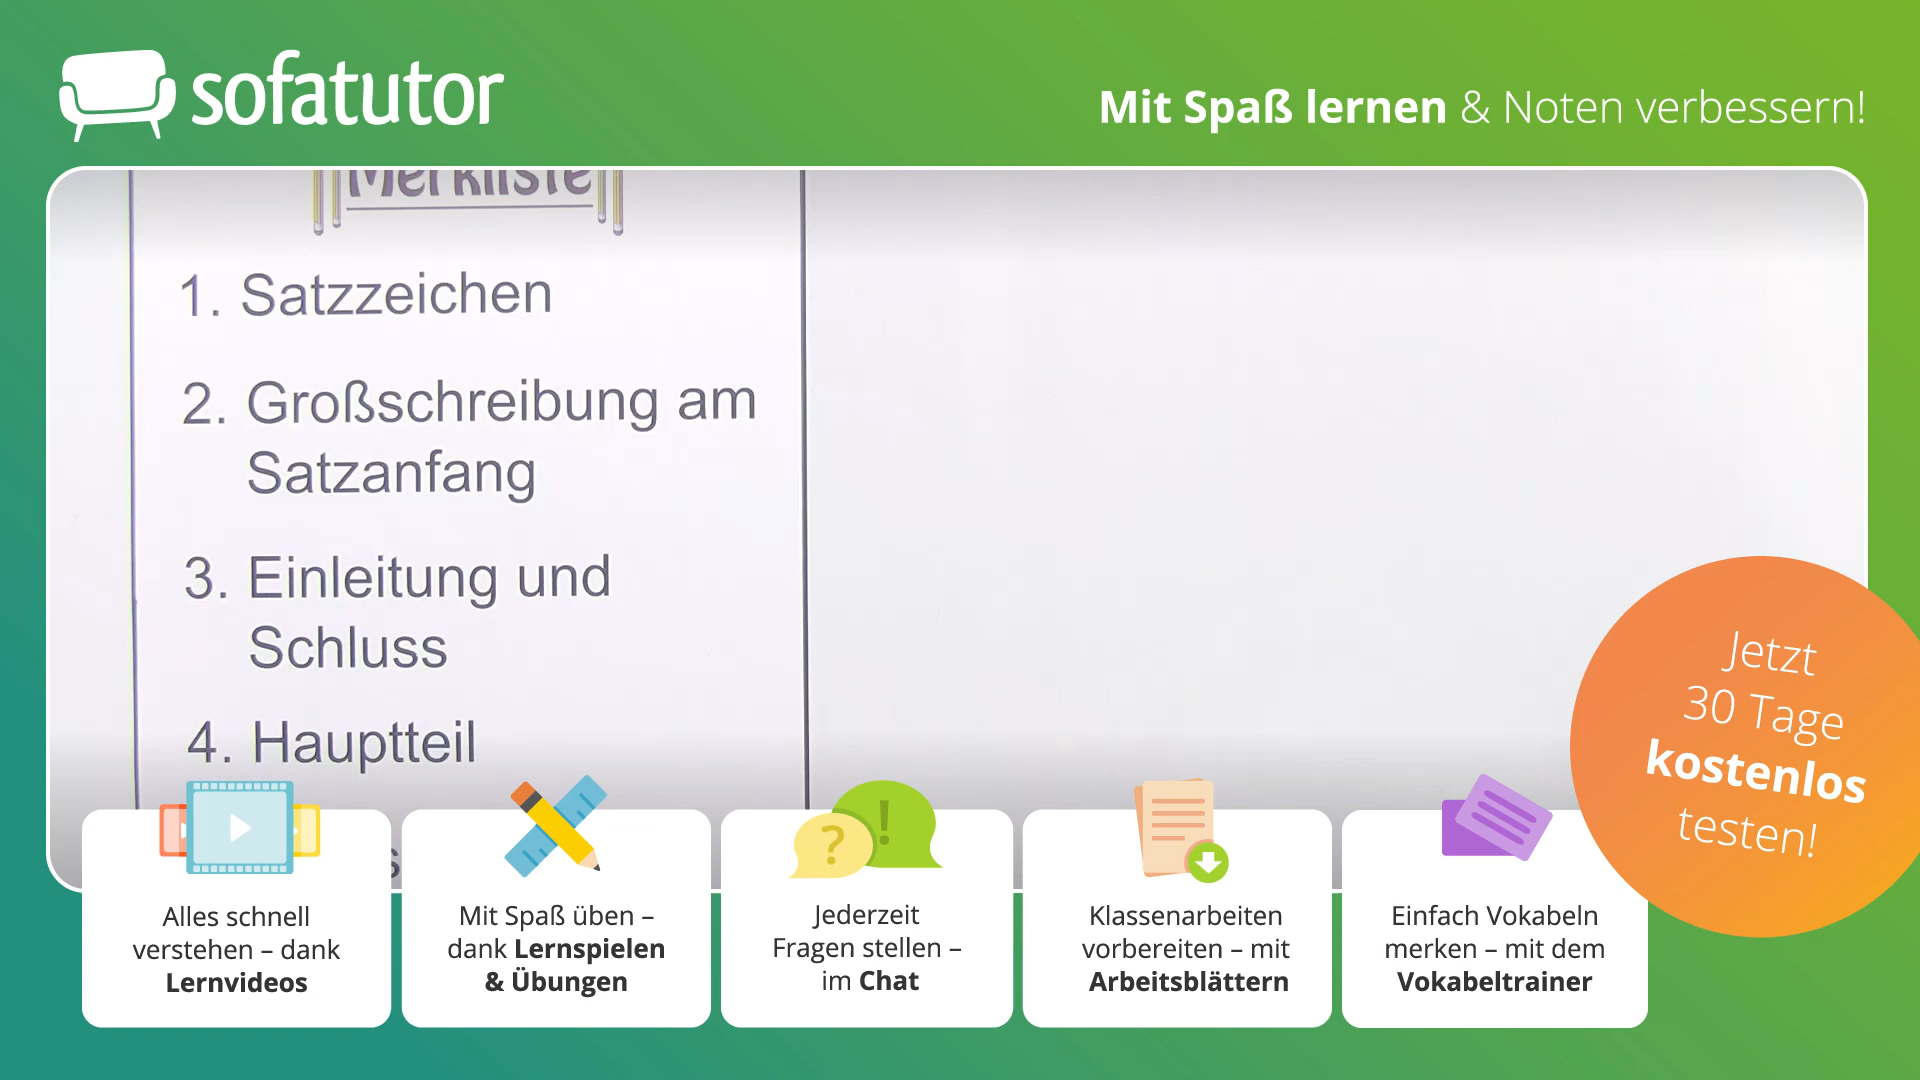 sofatutor
Mit Spaß lernen & Noten verbessern!
Merkliste
1. Satzzeichen
2. Großschreibung am
Satzanfang
3. Einleitung und
Schluss
4. Hauptteil
Jetzt
30 Tage
kostenlos
testen!
Alles schnell
verstehen – dank
Lernvideos
Mit Spaß üben –
dank Lernspielen
& Übungen
? !
Jederzeit
Fragen stellen –
im Chat
Klassenarbeiten
vorbereiten – mit
Arbeitsblättern
Einfach Vokabeln
merken – mit dem
Vokabeltrainer